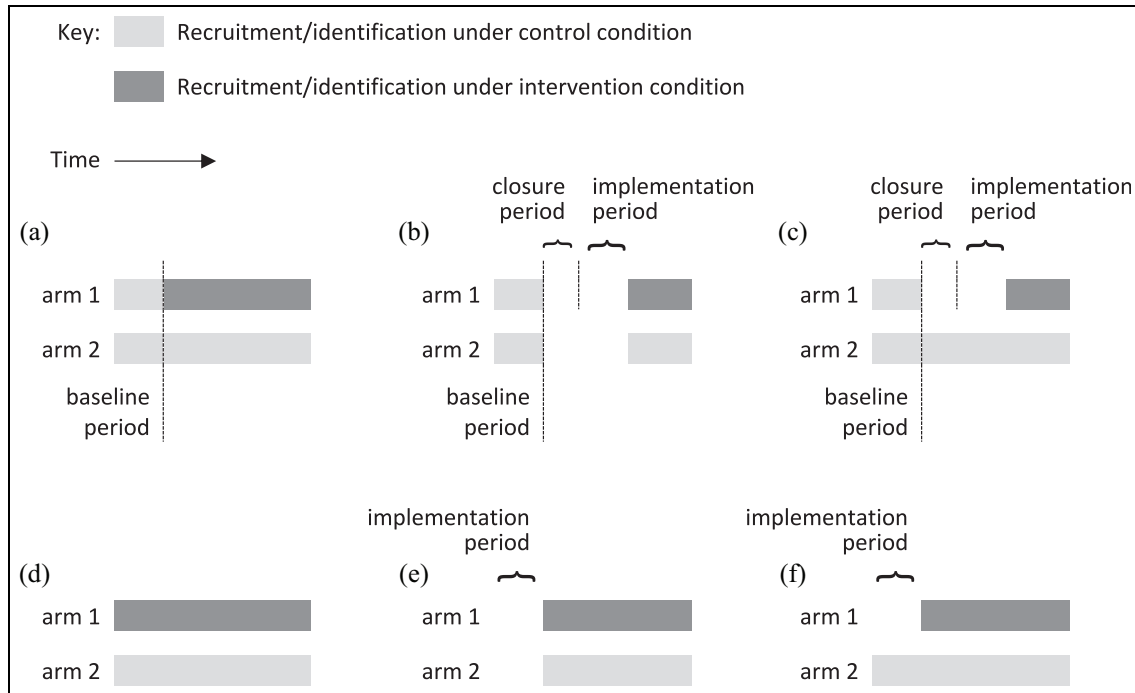 Key: Recruitment/identification under control condition
Recruitment/identification under intervention condition
Time
closure period
implementation period
closure period
implementation period
(a)
(b)
(c)
arm 1
arm 1
arm 1
arm 2
arm 2
arm 2
baseline period
baseline period
baseline period
implementation period
implementation period
(d)
(e)
(f)
arm 1
arm 1
arm 1
arm 2
arm 2
arm 2